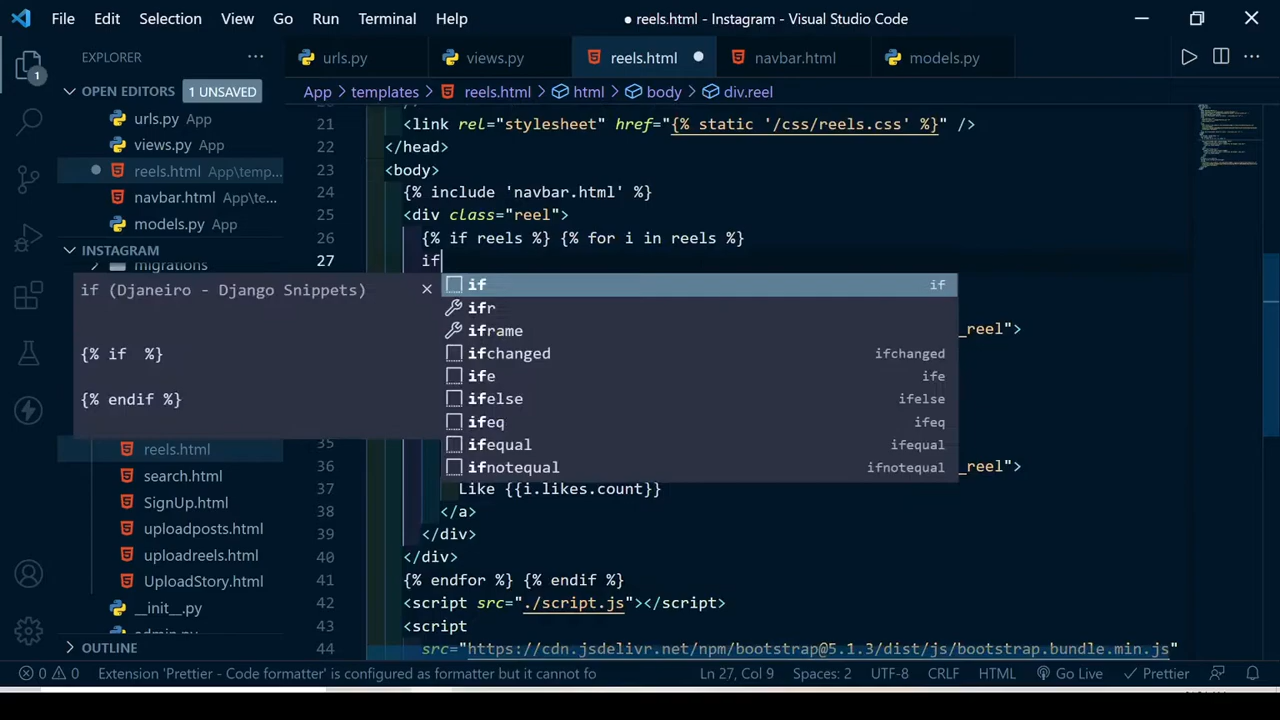 File Edit Selection View Go Run Terminal Help
● reels.html - Instagram - Visual Studio Code
EXPLORER
urls.py
views.py
reels.html
navbar.html
models.py
OPEN EDITORS 1 UNSAVED
App > templates > reels.html > html > body > div.reel
urls.py App
views.py App
reels.html App\temp...
navbar.html App\te...
models.py App
INSTAGRAM
migrations
21 <link rel="stylesheet" href="{% static '/css/reels.css' %}" />
22 </head>
23 <body>
24 {% include 'navbar.html' %}
25 <div class="reel">
26 {% if reels %} {% for i in reels %}
27 if
if (Djaneiro - Django Snippets)
{% if  %}
{% endif %}
if if
ifr
iframe
ifchanged ifchanged
ife ife
ifelse ifelse
ifeq ifeq
ifequal ifequal
ifnotequal ifnotequal
_reel">
35
36 _reel">
37 Like {{i.likes.count}}
38 </a>
39 </div>
40 </div>
41 {% endfor %} {% endif %}
42 <script src="./script.js"></script>
43 <script
44 src="https://cdn.jsdelivr.net/npm/bootstrap@5.1.3/dist/js/bootstrap.bundle.min.js"
reels.html
search.html
SignUp.html
uploadposts.html
uploadreels.html
UploadStory.html
__init__.py
admin.py
OUTLINE
1
0 0 Extension 'Prettier - Code formatter' is configured as formatter but it cannot fo
Ln 27, Col 9 Spaces: 2 UTF-8 CRLF HTML Go Live Prettier